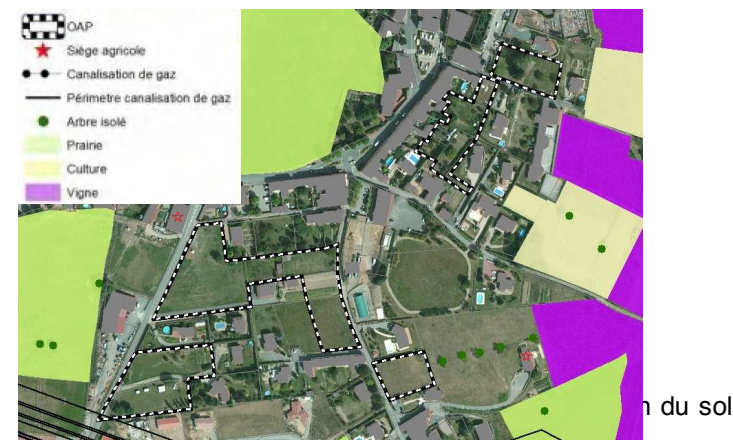 OAP
Siège agricole
Canalisation de gaz
Périmetre canalisation de gaz
Arbre isolé
Prairie
Culture
Vigne
du sol